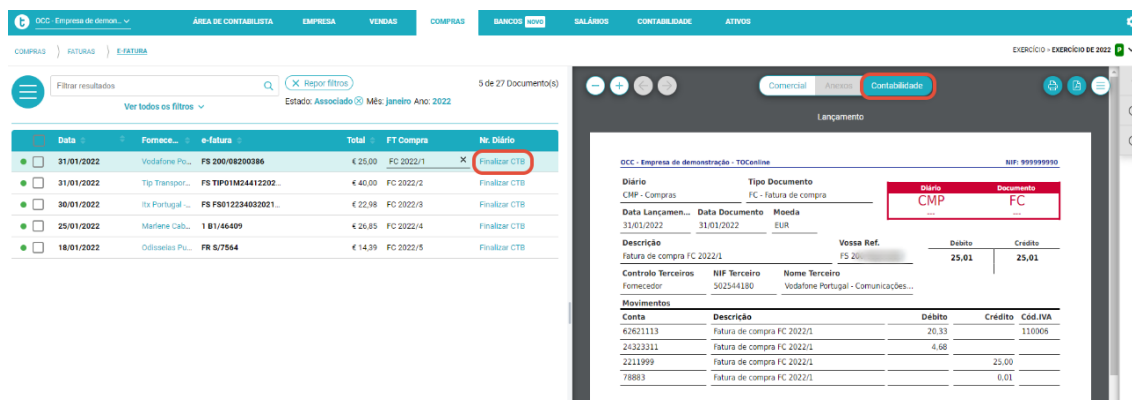 OCC - Empresa de demon... ÁREA DE CONTABILISTA EMPRESA VENDAS COMPRAS BANCOS NOVO SALÁRIOS CONTABILIDADE ATIVOS
COMPRAS FATURAS E-FATURA EXERCÍCIO > EXERCÍCIO DE 2022 P
Filtrar resultados X Repor filtros 5 de 27 Documento(s)
Ver todos os filtros Estado: Associado Mês: janeiro Ano: 2022
Data Fornece... e-fatura Total FT Compra Nr. Diário
31/01/2022 Vodafone Po... FS 200/08200386 € 25,00 FC 2022/1 × Finalizar CTB
31/01/2022 Tip Transpor... FS TIP01M24412202... € 40,00 FC 2022/2 Finalizar CTB
30/01/2022 Itx Portugal -... FS FS012234032021... € 22,98 FC 2022/3 Finalizar CTB
25/01/2022 Marlene Cab... 1 B1/46409 € 26,85 FC 2022/4 Finalizar CTB
18/01/2022 Odisseias Pu... FR S/7564 € 14,39 FC 2022/5 Finalizar CTB
Comercial Anexos Contabilidade
Lançamento
OCC - Empresa de demonstração - TOConline NIF: 999999990
Diário Tipo Documento
CMP - Compras FC - Fatura de compra
Diário Documento
CMP FC
--- ---
Data Lançamen... Data Documento Moeda
31/01/2022 31/01/2022 EUR
Descrição Vossa Ref. Débito Crédito
Fatura de compra FC 2022/1 FS 20 25,01 25,01
Controlo Terceiros NIF Terceiro Nome Terceiro
Fornecedor 502544180 Vodafone Portugal - Comunicações...
Movimentos
Conta Descrição Débito Crédito Cód.IVA
62621113 Fatura de compra FC 2022/1 20,33 110006
24323311 Fatura de compra FC 2022/1 4,68
2211999 Fatura de compra FC 2022/1 25,00
78883 Fatura de compra FC 2022/1 0,01